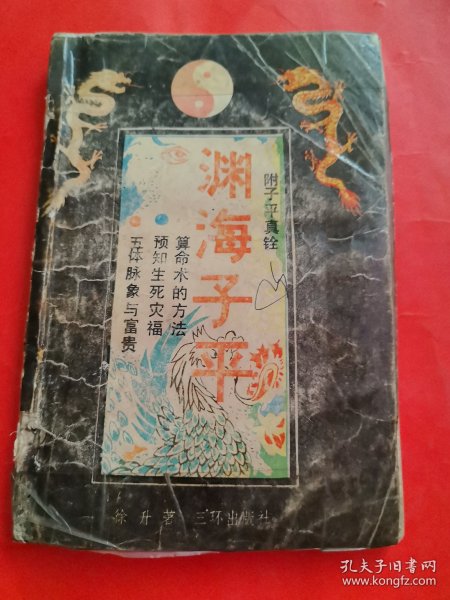 渊海子平
附子平真铨
算命术的方法
预知生死灾福
五体脉象与富贵
徐升著 三环出版社
孔夫子旧书网
www.kongfz.com